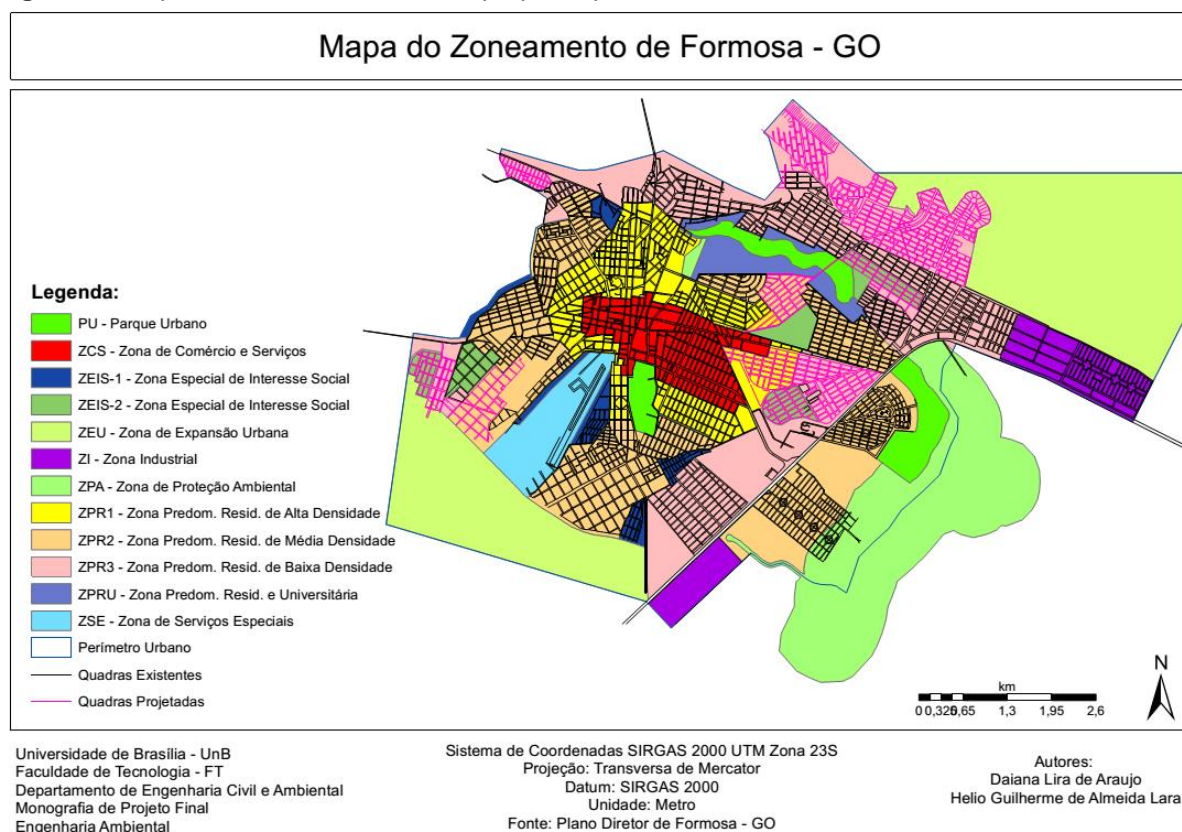 Mapa do Zoneamento de Formosa - GO
Legenda:
PU - Parque Urbano
ZCS - Zona de Comércio e Serviços
ZEIS-1 - Zona Especial de Interesse Social
ZEIS-2 - Zona Especial de Interesse Social
ZEU - Zona de Expansão Urbana
ZI - Zona Industrial
ZPA - Zona de Proteção Ambiental
ZPR1 - Zona Predom. Resid. de Alta Densidade
ZPR2 - Zona Predom. Resid. de Média Densidade
ZPR3 - Zona Predom. Resid. de Baixa Densidade
ZPRU - Zona Predom. Resid. e Universitária
ZSE - Zona de Serviços Especiais
Perímetro Urbano
Quadras Existentes
Quadras Projetadas
N
km
0 0,325 0,65 1,3 1,95 2,6
Universidade de Brasília - UnB
Faculdade de Tecnologia - FT
Departamento de Engenharia Civil e Ambiental
Monografia de Projeto Final
Engenharia Ambiental
Sistema de Coordenadas SIRGAS 2000 UTM Zona 23S
Projeção: Transversa de Mercator
Datum: SIRGAS 2000
Unidade: Metro
Fonte: Plano Diretor de Formosa - GO
Autores:
Daiana Lira de Araujo
Helio Guilherme de Almeida Lara